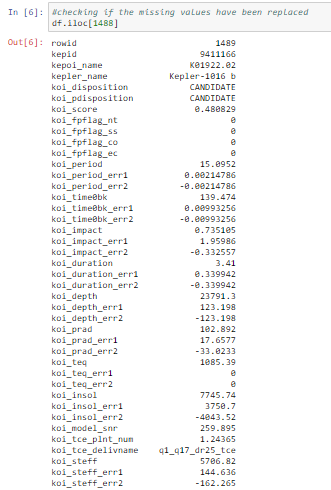 In [6]: #checking if the missing values have been replaced
df.iloc[1488]
Out[6]: rowid 1489
kepid 9411166
kepoi_name K01922.02
kepler_name Kepler-1016 b
koi_disposition CANDIDATE
koi_pdisposition CANDIDATE
koi_score 0.480829
koi_fpflag_nt 0
koi_fpflag_ss 0
koi_fpflag_co 0
koi_fpflag_ec 0
koi_period 15.0952
koi_period_err1 0.00214786
koi_period_err2 -0.00214786
koi_time0bk 139.474
koi_time0bk_err1 0.00993256
koi_time0bk_err2 -0.00993256
koi_impact 0.735105
koi_impact_err1 1.95986
koi_impact_err2 -0.332557
koi_duration 3.41
koi_duration_err1 0.339942
koi_duration_err2 -0.339942
koi_depth 23791.3
koi_depth_err1 123.198
koi_depth_err2 -123.198
koi_prad 102.892
koi_prad_err1 17.6577
koi_prad_err2 -33.0233
koi_teq 1085.39
koi_teq_err1 0
koi_teq_err2 0
koi_insol 7745.74
koi_insol_err1 3750.7
koi_insol_err2 -4043.52
koi_model_snr 259.895
koi_tce_plnt_num 1.24365
koi_tce_delivname q1_q17_dr25_tce
koi_steff 5706.82
koi_steff_err1 144.636
koi_steff_err2 -162.265